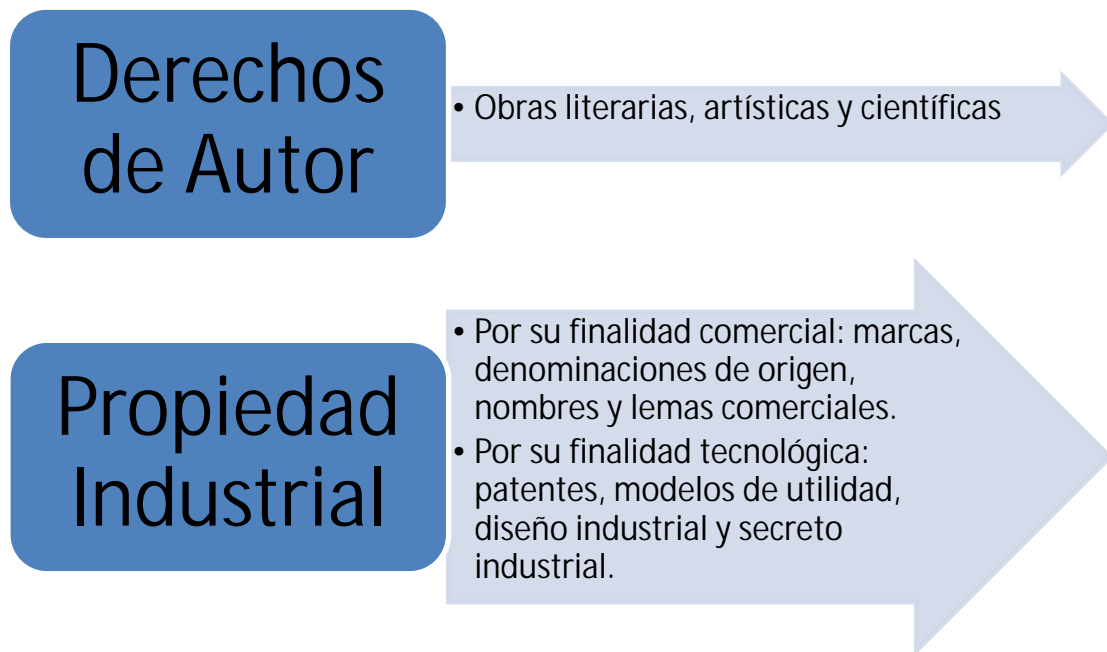 Derechos
de Autor
• Obras literarias, artísticas y científicas
Propiedad
Industrial
• Por su finalidad comercial: marcas,
denominaciones de origen,
nombres y lemas comerciales.
• Por su finalidad tecnológica:
patentes, modelos de utilidad,
diseño industrial y secreto
industrial.